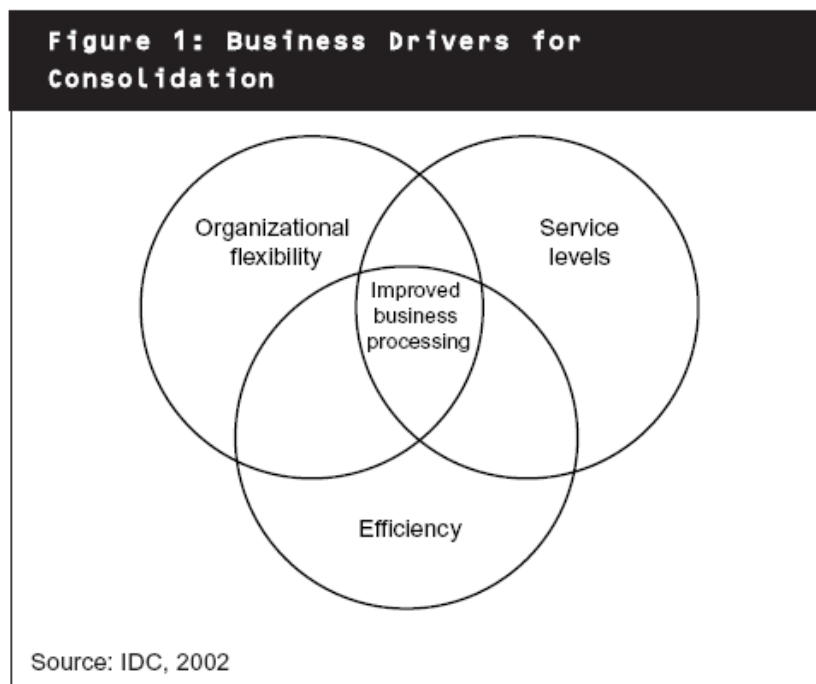 Figure 1: Business Drivers for
Consolidation
Organizational
flexibility
Service
levels
Improved
business
processing
Efficiency
Source: IDC, 2002